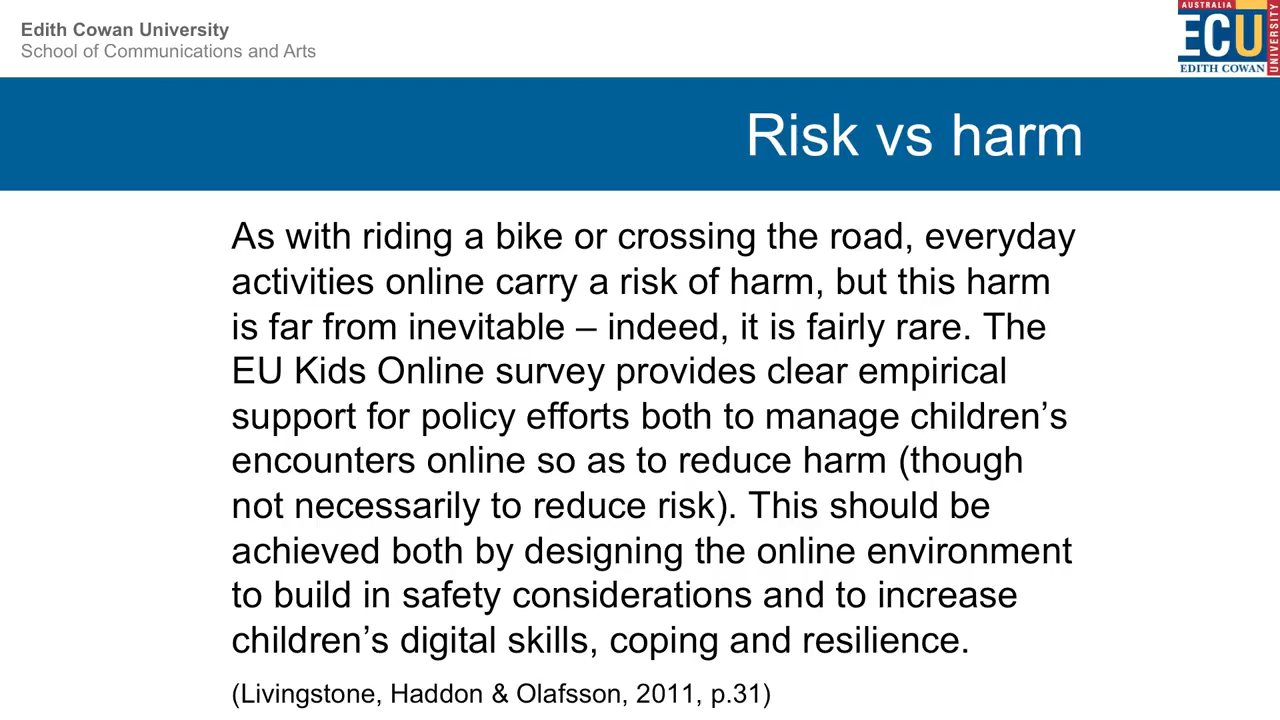 Edith Cowan University
School of Communications and Arts
AUSTRALIA
ECU
EDITH COWAN
UNIVERSITY
Risk vs harm
As with riding a bike or crossing the road, everyday
activities online carry a risk of harm, but this harm
is far from inevitable – indeed, it is fairly rare. The
EU Kids Online survey provides clear empirical
support for policy efforts both to manage children’s
encounters online so as to reduce harm (though
not necessarily to reduce risk). This should be
achieved both by designing the online environment
to build in safety considerations and to increase
children’s digital skills, coping and resilience.
(Livingstone, Haddon & Olafsson, 2011, p.31)